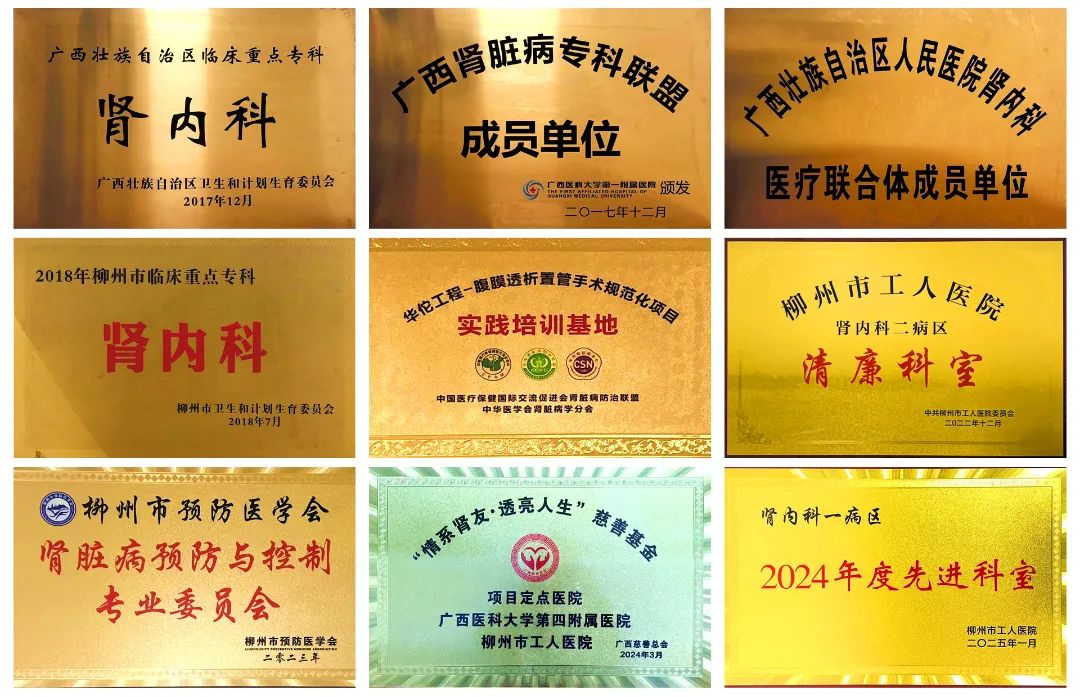 广西壮族自治区临床重点专科
肾内科
广西壮族自治区卫生和计划生育委员会
2017年12月
广西肾脏病专科联盟
成员单位
广西医科大学第一附属医院 颁发
THE FIRST AFFILIATED HOSPITAL OF
GUANGXI MEDICAL UNIVERSITY
二〇一七年十二月
广西壮族自治区人民医院肾内科
医疗联合体成员单位
2018年柳州市临床重点专科
肾内科
柳州市卫生和计划生育委员会
2018年7月
华佗工程-腹膜透析置管手术规范化项目
实践培训基地
CSN
中国医疗保健国际交流促进会肾脏病防治联盟
中华医学会肾脏病学分会
柳州市工人医院
肾内科二病区
清廉科室
中共柳州市工人医院委员会
二〇二二年十二月
柳州市预防医学会
肾脏病预防与控制
专业委员会
柳州市预防医学会
二零二三年
“情系肾友·透亮人生”慈善基金
项目定点医院
广西医科大学第四附属医院
柳州市工人医院
广西慈善总会
2024年3月
肾内科一病区
2024年度先进科室
柳州市工人医院
二〇二五年一月